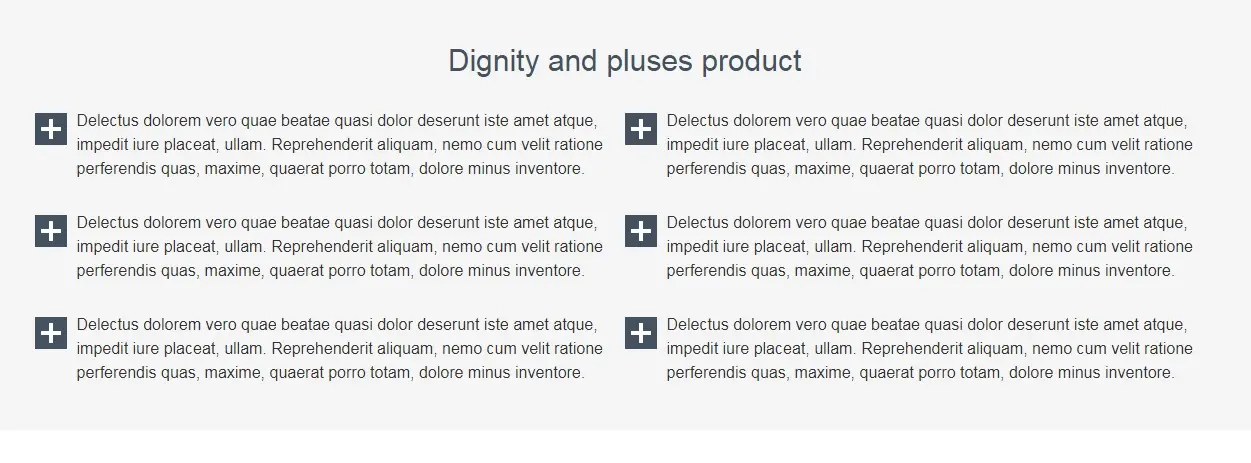 Dignity and pluses product
Delectus dolorem vero quae beatae quasi dolor deserunt iste amet atque,
impedit iure placeat, ullam. Reprehenderit aliquam, nemo cum velit ratione
perferendis quas, maxime, quaerat porro totam, dolore minus inventore.
Delectus dolorem vero quae beatae quasi dolor deserunt iste amet atque,
impedit iure placeat, ullam. Reprehenderit aliquam, nemo cum velit ratione
perferendis quas, maxime, quaerat porro totam, dolore minus inventore.
Delectus dolorem vero quae beatae quasi dolor deserunt iste amet atque,
impedit iure placeat, ullam. Reprehenderit aliquam, nemo cum velit ratione
perferendis quas, maxime, quaerat porro totam, dolore minus inventore.
Delectus dolorem vero quae beatae quasi dolor deserunt iste amet atque,
impedit iure placeat, ullam. Reprehenderit aliquam, nemo cum velit ratione
perferendis quas, maxime, quaerat porro totam, dolore minus inventore.
Delectus dolorem vero quae beatae quasi dolor deserunt iste amet atque,
impedit iure placeat, ullam. Reprehenderit aliquam, nemo cum velit ratione
perferendis quas, maxime, quaerat porro totam, dolore minus inventore.
Delectus dolorem vero quae beatae quasi dolor deserunt iste amet atque,
impedit iure placeat, ullam. Reprehenderit aliquam, nemo cum velit ratione
perferendis quas, maxime, quaerat porro totam, dolore minus inventore.